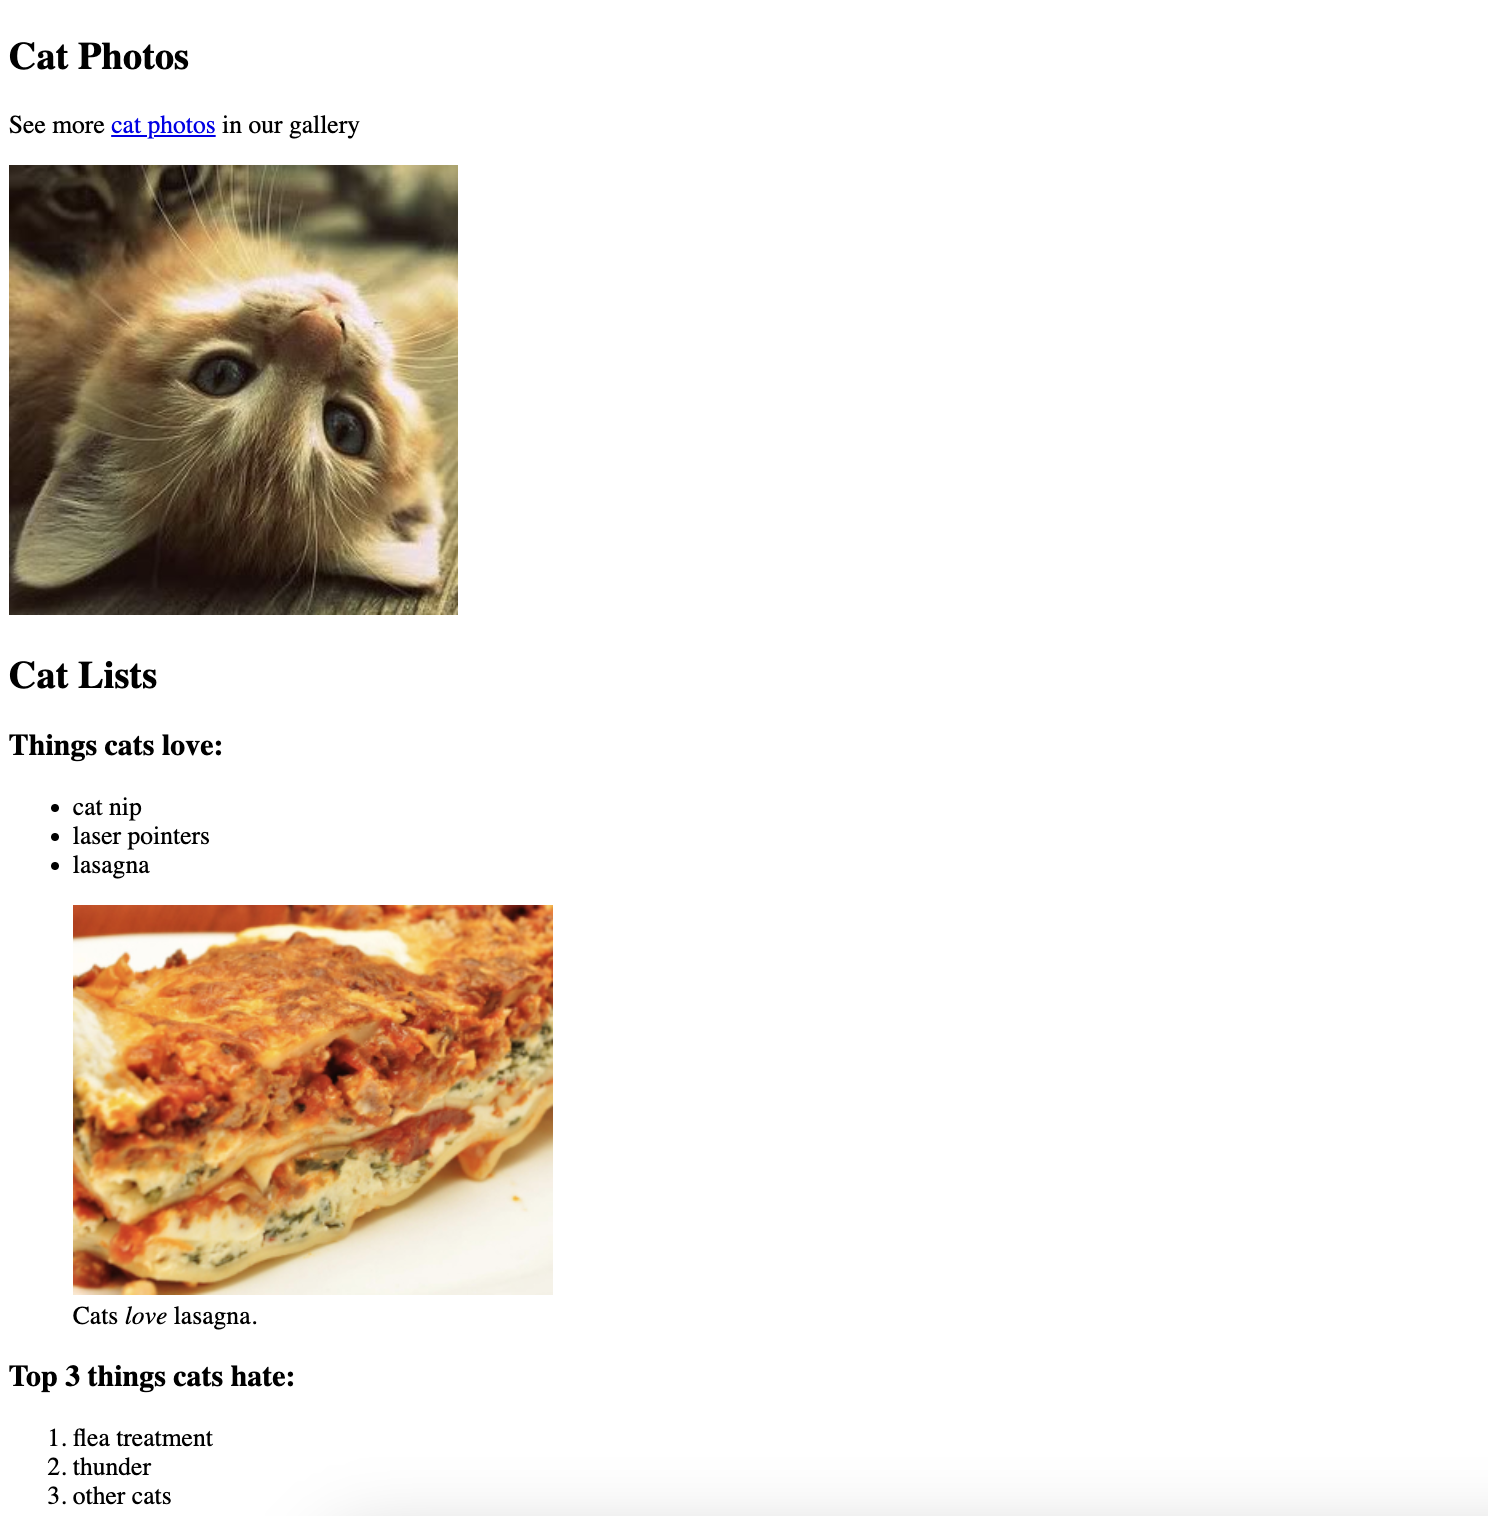 Cat Photos
See more cat photos in our gallery
Cat Lists
Things cats love:
• cat nip
• laser pointers
• lasagna
Cats love lasagna.
Top 3 things cats hate:
1. flea treatment
2. thunder
3. other cats